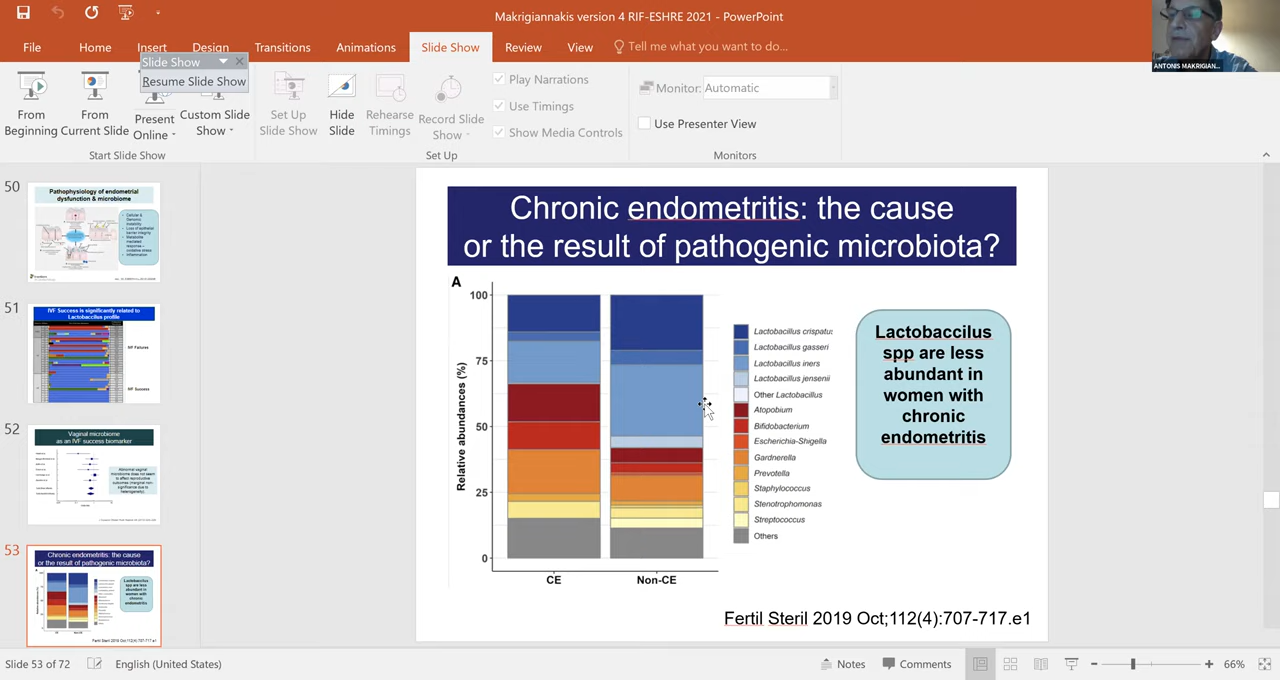 Makrigiannakis version 4 RIF-ESHRE 2021 - PowerPoint
ANTONIS MAKRIGIAN...
File Home Insert Design Transitions Animations Slide Show Review View Tell me what you want to do...
Slide Show
Resume Slide Show
From Beginning
From Current Slide
Present Online
Custom Slide Show
Set Up Slide Show
Hide Slide
Rehearse Timings
Record Slide Show
Play Narrations
Use Timings
Show Media Controls
Monitor: Automatic
Use Presenter View
Start Slide Show
Set Up
Monitors
50
Pathophysiology of endometrial
dysfunction & microbiome
51
IVF Success is significantly related to
Lactobacillus profile
IVF Failures
IVF Success
52
Vaginal microbiome
as an IVF success biomarker
53
Chronic endometritis: the cause
or the result of pathogenic microbiota?
Lactobaccilus
spp are less
abundant in
women with
chronic
endometritis
Fertil Steril 2019 Oct;112(4):707-717.e1
Chronic endometritis: the cause
or the result of pathogenic microbiota?
A
Relative abundances (%)
100
75
50
25
0
CE
Non-CE
Lactobacillus crispatu:
Lactobacillus gasseri
Lactobacillus iners
Lactobacillus jensenii
Other Lactobacillus
Atopobium
Bifidobacterium
Escherichia-Shigella
Gardnerella
Prevotella
Staphylococcus
Stenotrophomonas
Streptococcus
Others
Lactobaccilus
spp are less
abundant in
women with
chronic
endometritis
Fertil Steril 2019 Oct;112(4):707-717.e1
Slide 53 of 72
English (United States)
Notes
Comments
66%